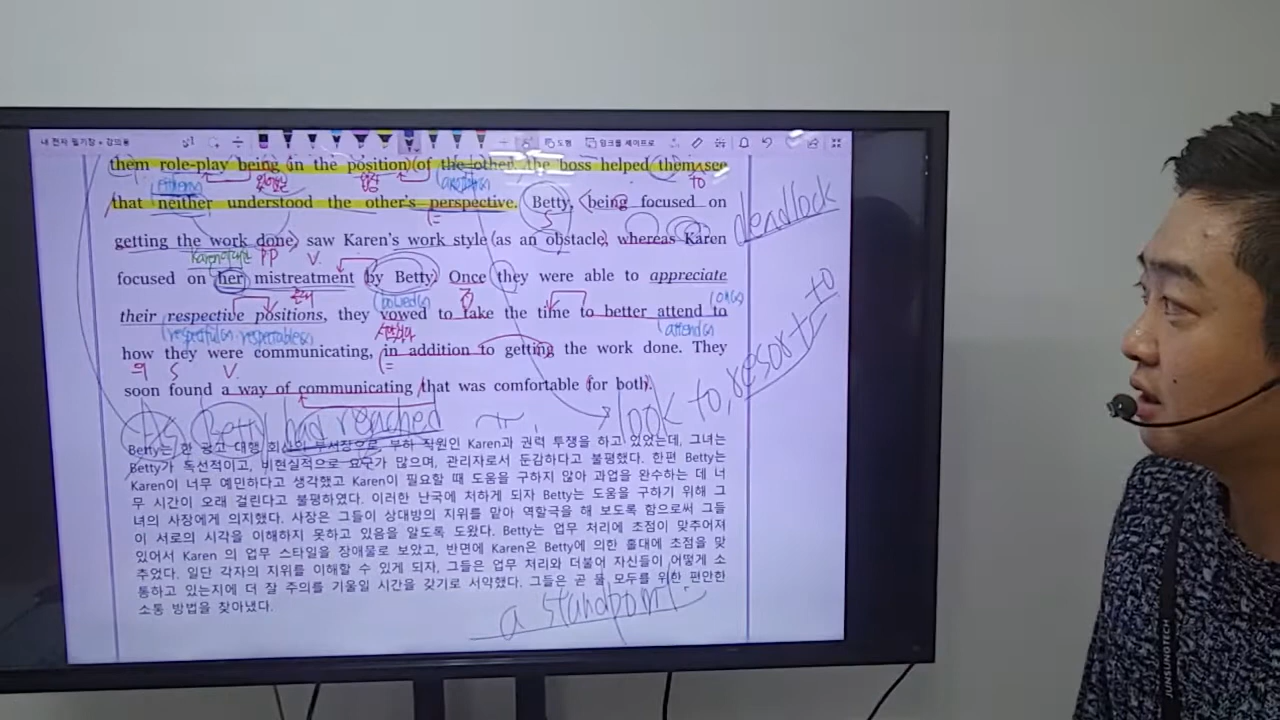 내 전자 필기장 » 강의용
도형
잉크를 셰이프로
them role-play being in the position of the other, the boss helped them see
to
that neither understood the other's perspective. Betty, being focused on
deadlock
getting the work done, saw Karen's work style as an obstacle, whereas Karen
PP V.
focused on her mistreatment by Betty. Once they were able to appreciate
their respective positions, they vowed to take the time to better attend to
how they were communicating, in addition to getting the work done. They
S V.
soon found a way of communicating that was comfortable for both.
look to, resort to
As Betty had reached
Betty는 한 광고 대행 회사의 부서장으로 부하 직원인 Karen과 권력 투쟁을 하고 있었는데, 그녀는
Betty가 독선적이고, 비현실적으로 요구가 많으며, 관리자로서 둔감하다고 불평했다. 한편 Betty는
Karen이 너무 예민하다고 생각했고 Karen이 필요할 때 도움을 구하지 않아 과업을 완수하는 데 너
무 시간이 오래 걸린다고 불평하였다. 이러한 난국에 처하게 되자 Betty는 도움을 구하기 위해 그
녀의 사장에게 의지했다. 사장은 그들이 상대방의 지위를 맡아 역할극을 해 보도록 함으로써 그들
이 서로의 시각을 이해하지 못하고 있음을 알도록 도왔다. Betty는 업무 처리에 초점이 맞추어져
있어서 Karen 의 업무 스타일을 장애물로 보았고, 반면에 Karen은 Betty에 의한 홀대에 초점을 맞
추었다. 일단 각자의 지위를 이해할 수 있게 되자, 그들은 업무 처리와 더불어 자신들이 어떻게 소
통하고 있는지에 더 잘 주의를 기울일 시간을 갖기로 서약했다. 그들은 곧 둘 모두를 위한 편안한
소통 방법을 찾아냈다.
a standpoint
JUNSUNGTECH